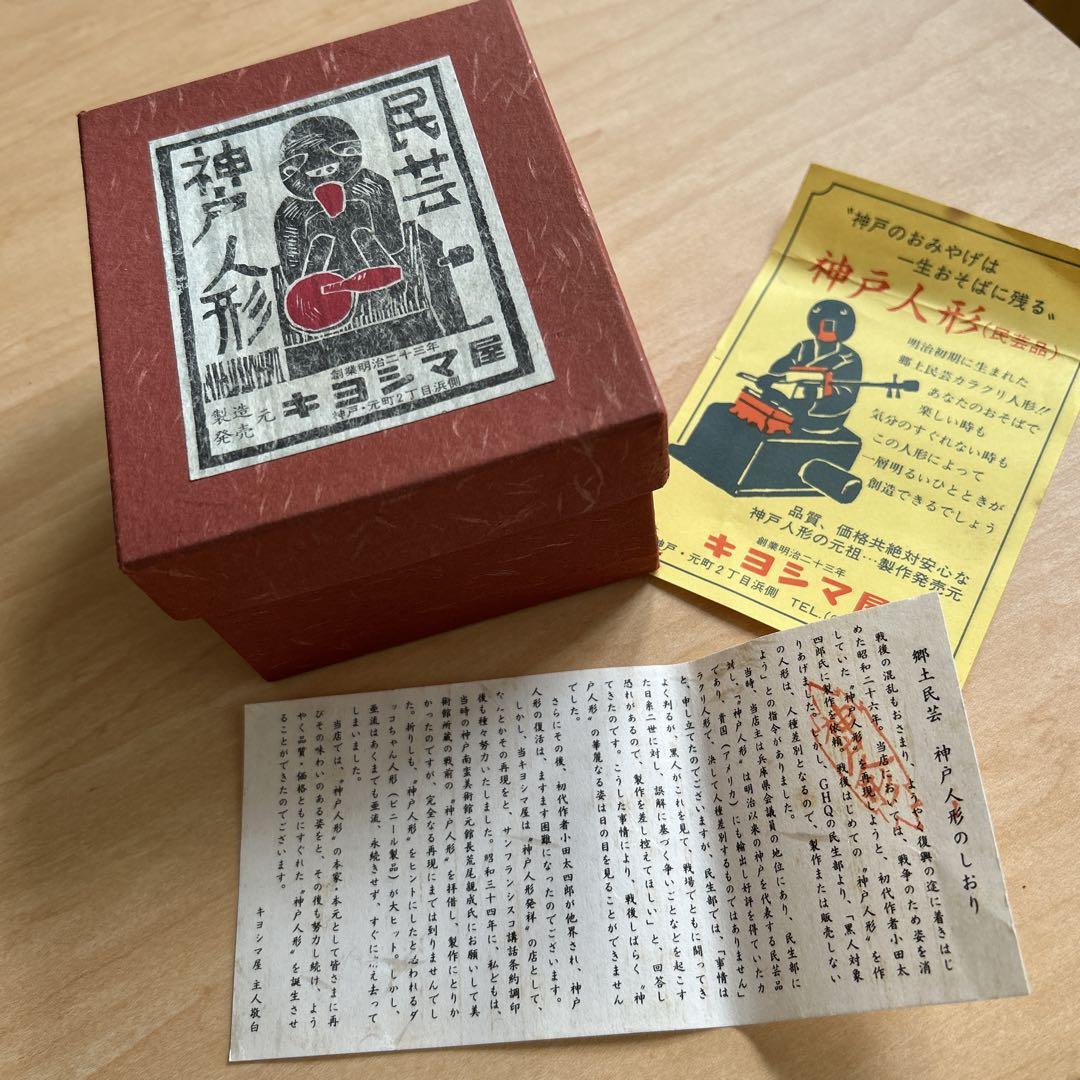 民芸
神戸人形
創業明治二十三年
製造
発売
元
キヨシマ屋
神戸・元町2丁目浜側
〝神戸のおみやげは
一生おそばに残る〟
神戸人形(民芸品)
明治初期に生まれた
郷土民芸カラクリ人形!!
あなたのおそばで
楽しい時も
気分のすぐれない時も
この人形によって
一層明るいひとときが
創造できるでしょう
品質、価格共絶対安心な
神戸人形の元祖…製作発売元
創業明治二十三年
キヨシマ屋
神戸・元町2丁目浜側 TEL.(
郷土民芸 神戸人形のしおり
戦後の混乱もおさまり、ようやく復興の途に着きはじ
めた昭和二十六年、当店においては、戦争のため姿を消
していた〝神戸人形〟を再現しようと、初代作者小田太
四郎氏に製作を依頼、戦後はじめての〝神戸人形〟を作
りあげました。しかし、GHQの民生部より、「黒人対象
の人形は、人種差別となるので、製作または販売しない
よう」との指令がありました。
当時、当店主は兵庫県会議員の地位にあり、民生部に
対し、「〝神戸人形〟は明治以来の神戸を代表する民芸品
であり、昔国(アメリカ)にも輸出し好評を得ていたカ
ラクリ人形で、決して人種差別するものではありません」
と、申し立てたのでございますが、民生部では、「事情は
よく判るが、黒人がこれを見て、戦場でともに闘ってき
た日系二世に対し、誤解に基づく争いごとなどを起こす
恐れがあるので、製作を差し控えてほしい」と、回答し
てきたのです。こうした事情により、戦後しばらく、〝神
戸人形〟の華麗なる姿は日の目を見ることができません
でした。
さらにその後、初代作者小田太四郎が他界され、神戸
人形の復活は、ますます困難になったのでございます。
しかし、当キヨシマ屋は〝神戸人形発祥〟の店として、
なんとかその再現をと、サンフランシスコ講話条約調印
後も種々努力いたしました。昭和三十四年に、私どもは、
当時の神戸南蛮美術館元館長荒尾親成氏にお願いして美
術館所蔵の戦前の〝神戸人形〟を拝借し、製作にとりか
かったのですが、完全なる再現にまでは到りませんでし
た。折りしも、〝神戸人形〟をヒントにしたと思われるダ
ッコちゃん人形(ビニール製品)が大ヒット。しかし、
亜流はあくまでも亜流、永続きせず、すぐに消え去って
しまいました。
当店では、〝神戸人形〟の本家・本元として皆さまに再
びその味わいのある姿をと、その後も努力し続け、よう
やく品質・価格ともにすぐれた〝神戸人形〟を誕生させ
ることができたのでございます。
キヨシマ屋 主人敬白